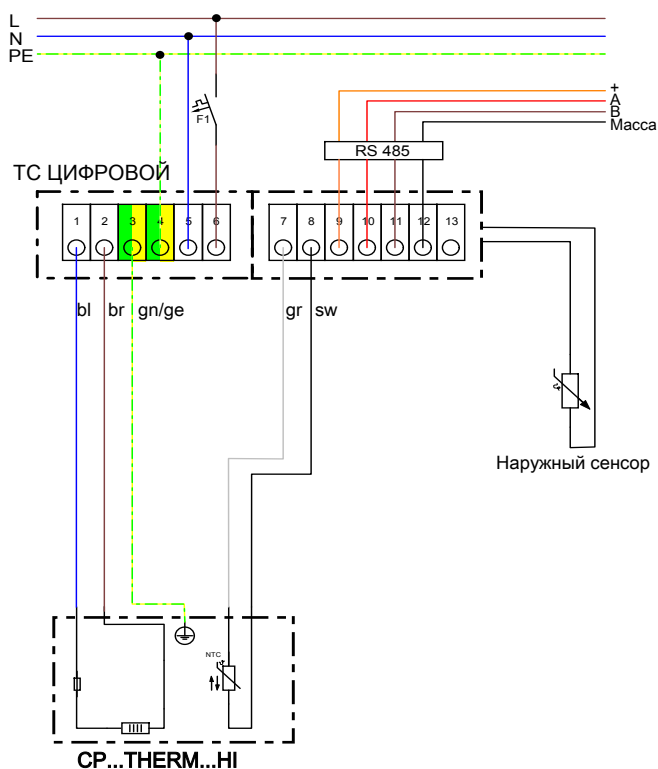 L
N
PE
F1
+
A
B
Масса
RS 485
ТС ЦИФРОВОЙ
1 2 3 4 5 6
7 8 9 10 11 12 13
bl br gn/ge
gr sw
Наружный сенсор
NTC
CP...THERM...HI